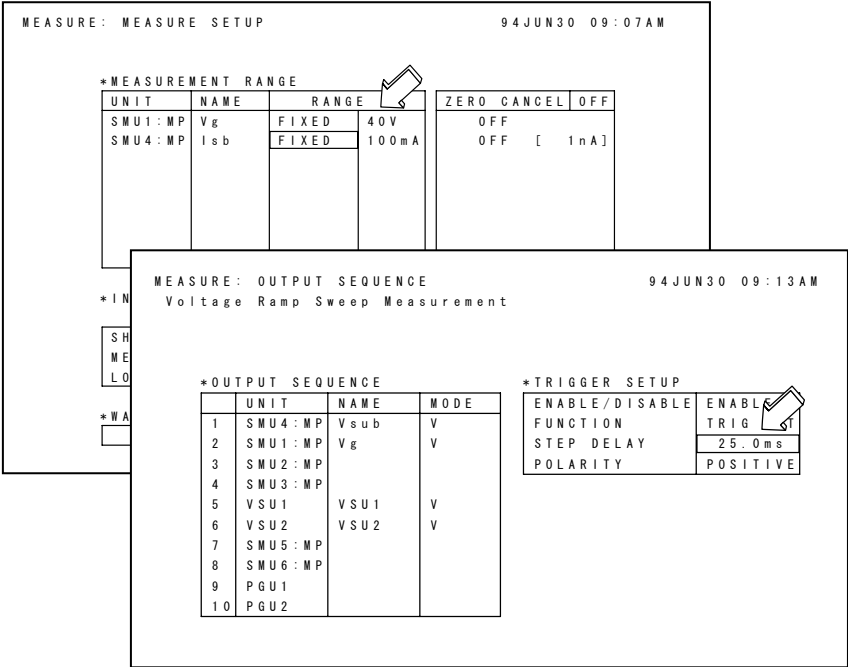 MEASURE: MEASURE SETUP 94JUN30 09:07AM
*MEASUREMENT RANGE
UNIT NAME RANGE ZERO CANCEL OFF
SMU1:MP Vg FIXED 40V OFF
SMU4:MP Isb FIXED 100mA OFF [ 1nA]
*IN
SH
ME
LO
*WA
MEASURE: OUTPUT SEQUENCE 94JUN30 09:13AM
Voltage Ramp Sweep Measurement
*OUTPUT SEQUENCE
UNIT NAME MODE
1 SMU4:MP Vsub V
2 SMU1:MP Vg V
3 SMU2:MP
4 SMU3:MP
5 VSU1 VSU1 V
6 VSU2 VSU2 V
7 SMU5:MP
8 SMU6:MP
9 PGU1
10 PGU2
*TRIGGER SETUP
ENABLE/DISABLE ENABL
FUNCTION TRIG T
STEP DELAY 25.0ms
POLARITY POSITIVE